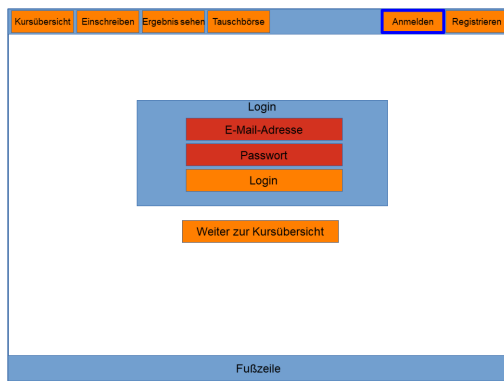 Kursübersicht Einschreiben Ergebnis sehen Tauschbörse Anmelden Registrieren
Login
E-Mail-Adresse
Passwort
Login
Weiter zur Kursübersicht
Fußzeile